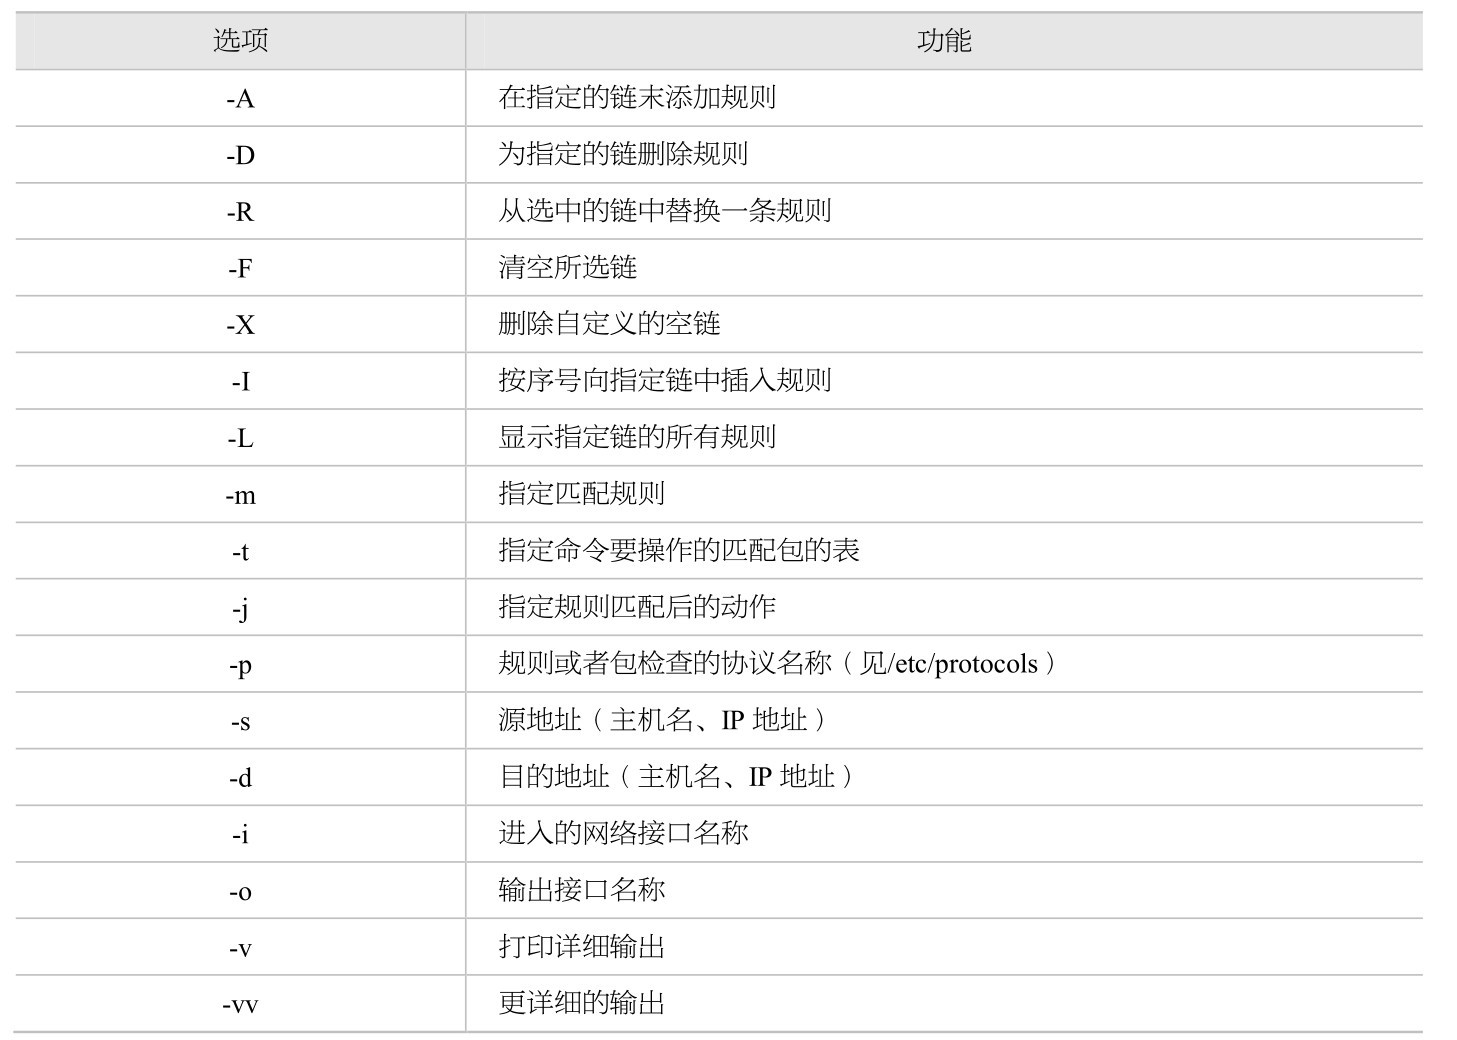 选项 功能
-A 在指定的链末添加规则
-D 为指定的链删除规则
-R 从选中的链中替换一条规则
-F 清空所选链
-X 删除自定义的空链
-I 按序号向指定链中插入规则
-L 显示指定链的所有规则
-m 指定匹配规则
-t 指定命令要操作的匹配包的表
-j 指定规则匹配后的动作
-p 规则或者包检查的协议名称（见/etc/protocols）
-s 源地址（主机名、IP 地址）
-d 目的地址（主机名、IP 地址）
-i 进入的网络接口名称
-o 输出接口名称
-v 打印详细输出
-vv 更详细的输出